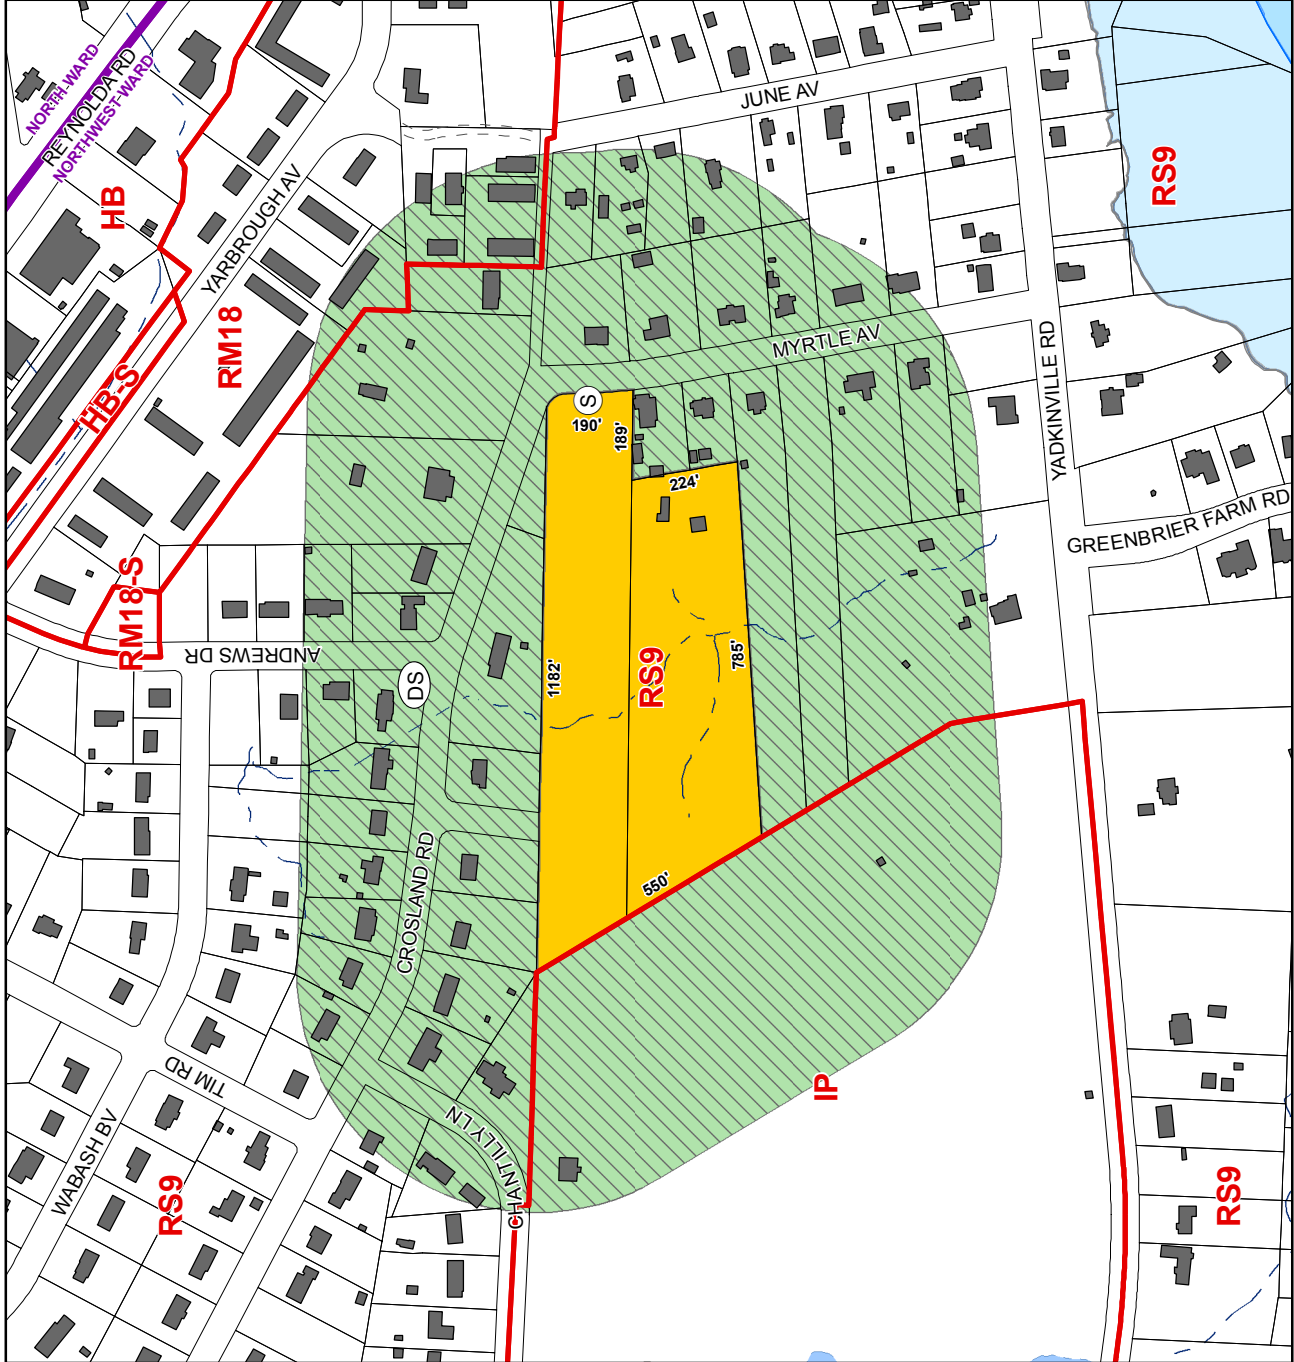 NORTH-WARD
REYNOLDA RD
NORTHWEST-WARD
HB
JUNE AV
RS9
YARBROUGH AV
RM18
HB-S
MYRTLE AV
YADKINVILLE RD
S
190'
189'
224'
GREENBRIER FARM RD
RM18-S
ANDREWS DR
DS
1182'
RS9
785'
550'
CROSLAND RD
TIM RD
IP
CHANTILLY LN
WABASH BV
RS9
RS9